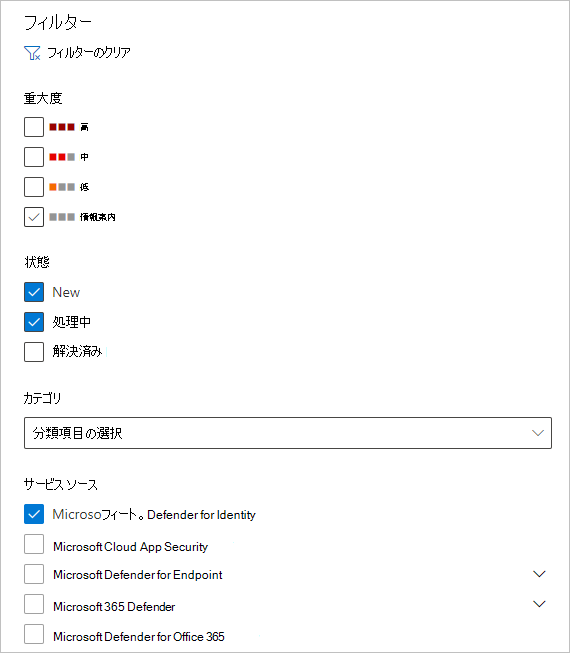 フィルター
フィルターのクリア
重大度
高
中
低
情報案内
状態
New
処理中
解決済み
カテゴリ
分類項目の選択
サービス ソース
Microsoフィート。Defender for Identity
Microsoft Cloud App Security
Microsoft Defender for Endpoint
Microsoft 365 Defender
Microsoft Defender for Office 365